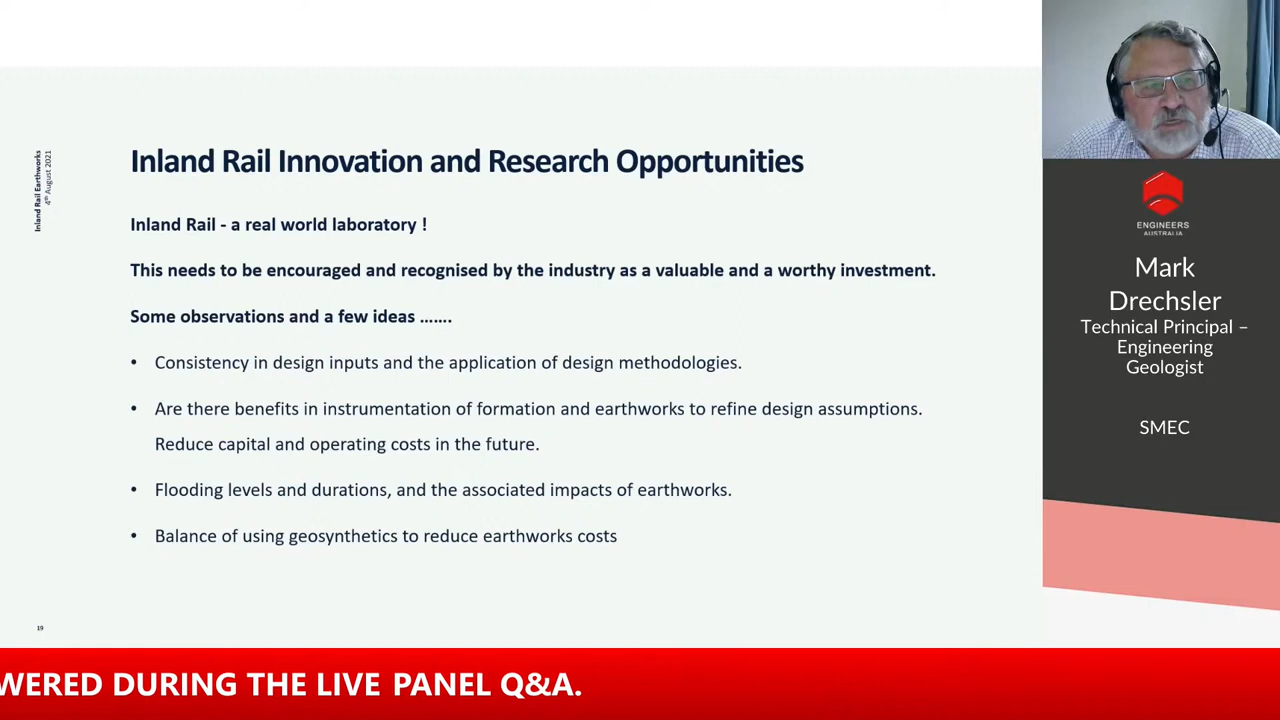 Inland Rail Earthworks
4th August 2021
Inland Rail Innovation and Research Opportunities
Inland Rail - a real world laboratory !
This needs to be encouraged and recognised by the industry as a valuable and a worthy investment.
Some observations and a few ideas …….
• Consistency in design inputs and the application of design methodologies.
• Are there benefits in instrumentation of formation and earthworks to refine design assumptions.
Reduce capital and operating costs in the future.
• Flooding levels and durations, and the associated impacts of earthworks.
• Balance of using geosynthetics to reduce earthworks costs
19
ENGINEERS
AUSTRALIA
Mark
Drechsler
Technical Principal –
Engineering
Geologist
SMEC
WERED DURING THE LIVE PANEL Q&A.